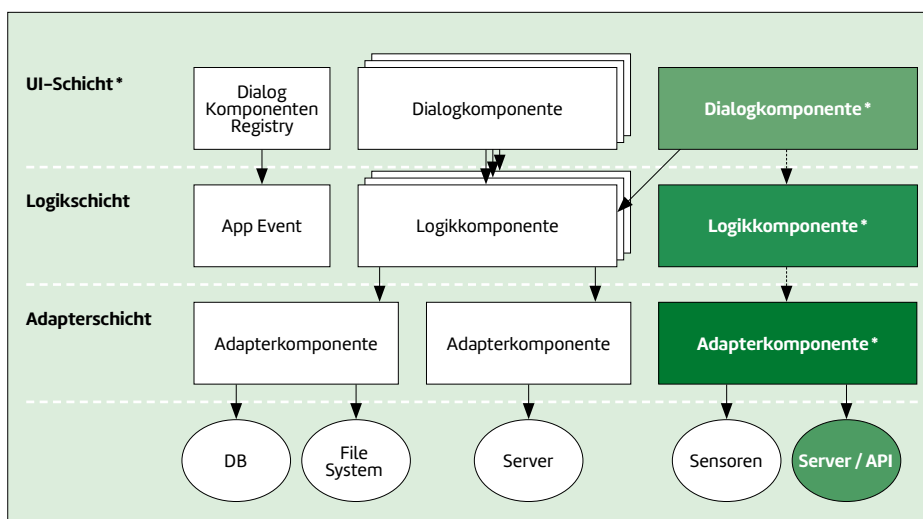 UI-Schicht*
Dialog
Komponenten
Registry
Dialogkomponente
Dialogkomponente*
Logikschicht
App Event
Logikkomponente
Logikkomponente*
Adapterschicht
Adapterkomponente
Adapterkomponente
Adapterkomponente*
DB
File
System
Server
Sensoren
Server / API